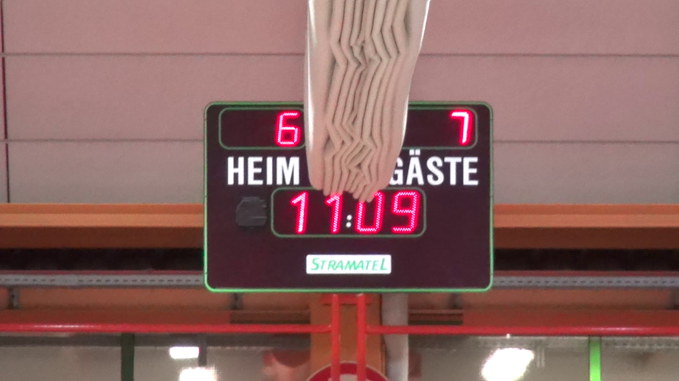 6 7
HEIM GÄSTE
11:09
STRAMATEL